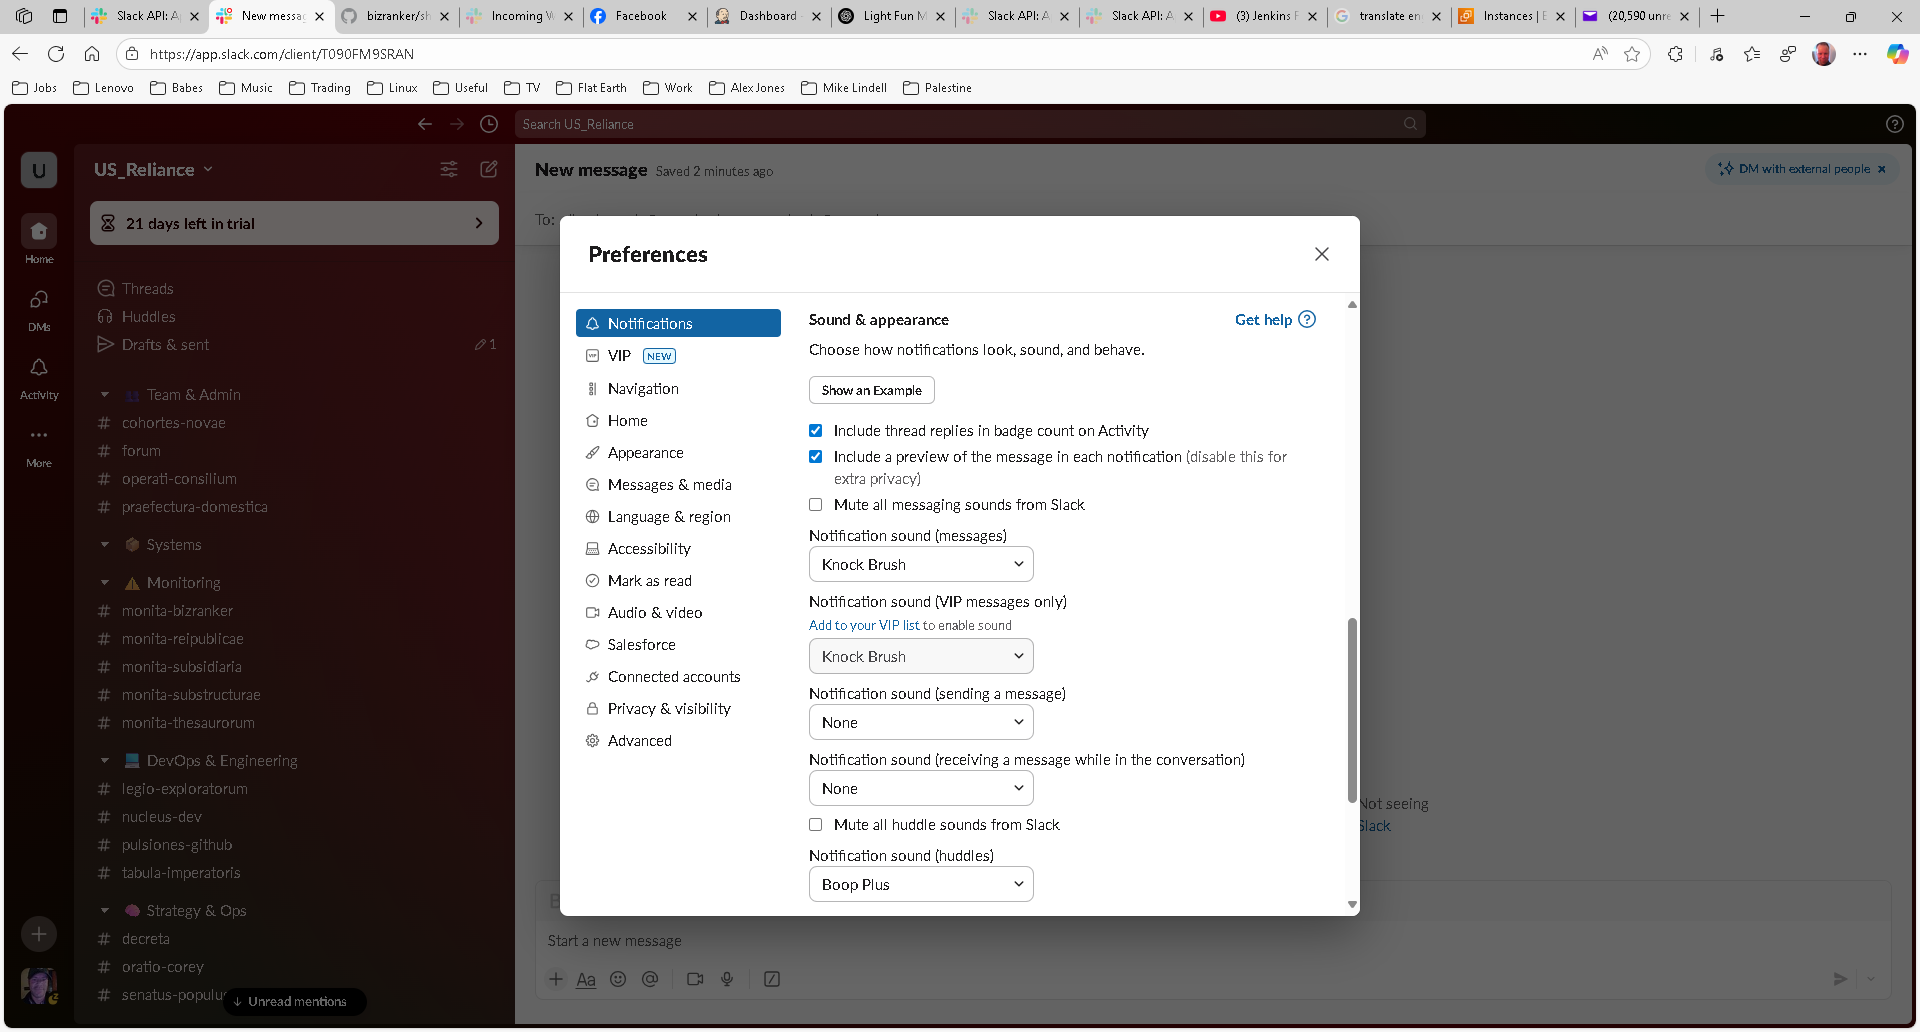 Slack API: A
New messa
bizranker/sh
Incoming W
Facebook
Dashboard
Light Fun M
Slack API: A
Slack API: A
(3) Jenkins
translate en
Instances | E
(20,590 unre
https://app.slack.com/client/T090FM9SRAN
Jobs
Lenovo
Babes
Music
Trading
Linux
Useful
TV
Flat Earth
Work
Alex Jones
Mike Lindell
Palestine
Search US_Reliance
U
Home
DMs
Activity
More
US_Reliance
21 days left in trial
Threads
Huddles
Drafts & sent
1
Team & Admin
# cohortes-novae
# forum
# operati-consilium
# praefectura-domestica
Systems
Monitoring
# monita-bizranker
# monita-reipublicae
# monita-subsidiaria
# monita-substructurae
# monita-thesaurorum
DevOps & Engineering
# legio-exploratorum
# nucleus-dev
# pulsiones-github
# tabula-imperatoris
Strategy & Ops
# decreta
# oratio-corey
# senatus-populu
Unread mentions
New message Saved 2 minutes ago
DM with external people
To:
Preferences
Notifications
VIP NEW
Navigation
Home
Appearance
Messages & media
Language & region
Accessibility
Mark as read
Audio & video
Salesforce
Connected accounts
Privacy & visibility
Advanced
Sound & appearance
Get help
Choose how notifications look, sound, and behave.
Show an Example
Include thread replies in badge count on Activity
Include a preview of the message in each notification (disable this for
extra privacy)
Mute all messaging sounds from Slack
Notification sound (messages)
Knock Brush
Notification sound (VIP messages only)
Add to your VIP list to enable sound
Knock Brush
Notification sound (sending a message)
None
Notification sound (receiving a message while in the conversation)
None
Mute all huddle sounds from Slack
Notification sound (huddles)
Boop Plus
Not seeing
Slack
B
Start a new message
Aa